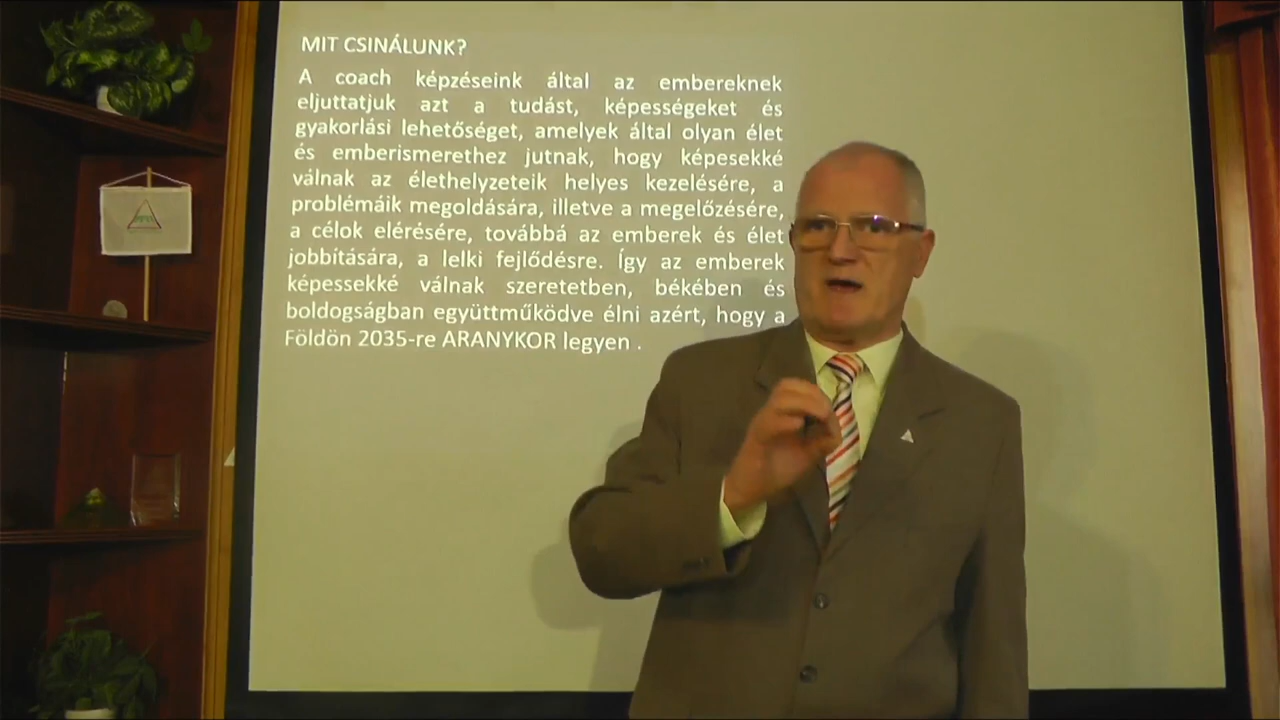 MIT CSINÁLUNK?
A coach képzéseink által az embereknek
eljuttatjuk azt a tudást, képességeket és
gyakorlási lehetőséget, amelyek által olyan élet
és emberismerethez jutnak, hogy képesekké
válnak az élethelyzeteik helyes kezelésére, a
problémáik megoldására, illetve a megelőzésére,
a célok elérésére, továbbá az emberek és élet
jobbítására, a lelki fejlődésre. Így az emberek
képessekké válnak szeretetben, békében és
boldogságban együttműködve élni azért, hogy a
Földön 2035-re ARANYKOR legyen .